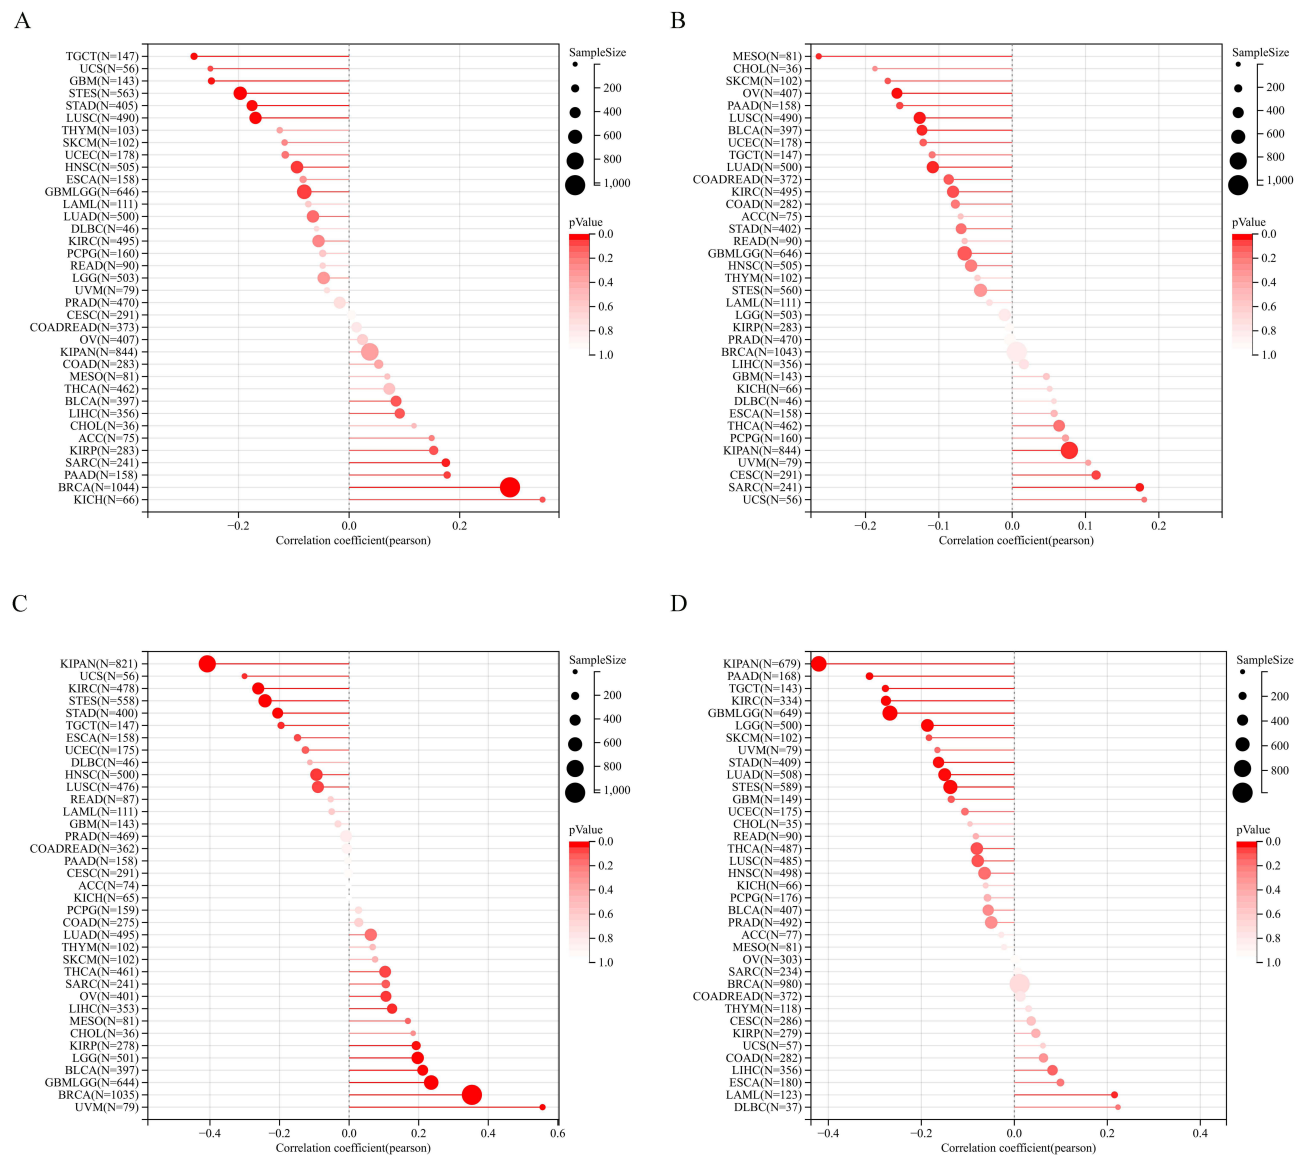 A
TGCT(N=147)
UCS(N=56)
GBM(N=143)
STES(N=563)
STAD(N=405)
LUSC(N=490)
THYM(N=103)
SKCM(N=102)
UCEC(N=178)
HNSC(N=505)
ESCA(N=158)
GBMLGG(N=646)
LAML(N=111)
LUAD(N=500)
DLBC(N=46)
KIRC(N=495)
PCPG(N=160)
READ(N=90)
LGG(N=503)
UVM(N=79)
PRAD(N=470)
CESC(N=291)
COADREAD(N=373)
OV(N=407)
KIPAN(N=844)
COAD(N=283)
MESO(N=81)
THCA(N=462)
BLCA(N=397)
LIHC(N=356)
CHOL(N=36)
ACC(N=75)
KIRP(N=283)
SARC(N=241)
PAAD(N=158)
BRCA(N=1044)
KICH(N=66)
−0.2 0.0 0.2
Correlation coefficient(pearson)
SampleSize
200
400
600
800
1,000
pValue
0.0
0.2
0.4
0.6
0.8
1.0
B
MESO(N=81)
CHOL(N=36)
SKCM(N=102)
OV(N=407)
PAAD(N=158)
LUSC(N=490)
BLCA(N=397)
UCEC(N=178)
TGCT(N=147)
LUAD(N=500)
COADREAD(N=372)
KIRC(N=495)
COAD(N=282)
ACC(N=75)
STAD(N=402)
READ(N=90)
GBMLGG(N=646)
HNSC(N=505)
THYM(N=102)
STES(N=560)
LAML(N=111)
LGG(N=503)
KIRP(N=283)
PRAD(N=470)
BRCA(N=1043)
LIHC(N=356)
GBM(N=143)
KICH(N=66)
DLBC(N=46)
ESCA(N=158)
THCA(N=462)
PCPG(N=160)
KIPAN(N=844)
UVM(N=79)
CESC(N=291)
SARC(N=241)
UCS(N=56)
−0.2 −0.1 0.0 0.1 0.2
Correlation coefficient(pearson)
SampleSize
200
400
600
800
1,000
pValue
0.0
0.2
0.4
0.6
0.8
1.0
C
KIPAN(N=821)
UCS(N=56)
KIRC(N=478)
STES(N=558)
STAD(N=400)
TGCT(N=147)
ESCA(N=158)
UCEC(N=175)
DLBC(N=46)
HNSC(N=500)
LUSC(N=476)
READ(N=87)
LAML(N=111)
GBM(N=143)
PRAD(N=469)
COADREAD(N=362)
PAAD(N=158)
CESC(N=291)
ACC(N=74)
KICH(N=65)
PCPG(N=159)
COAD(N=275)
LUAD(N=495)
THYM(N=102)
SKCM(N=102)
THCA(N=461)
SARC(N=241)
OV(N=401)
LIHC(N=353)
MESO(N=81)
CHOL(N=36)
KIRP(N=278)
LGG(N=501)
BLCA(N=397)
GBMLGG(N=644)
BRCA(N=1035)
UVM(N=79)
−0.4 −0.2 0.0 0.2 0.4 0.6
Correlation coefficient(pearson)
SampleSize
200
400
600
800
1,000
pValue
0.0
0.2
0.4
0.6
0.8
1.0
D
KIPAN(N=679)
PAAD(N=168)
TGCT(N=143)
KIRC(N=334)
GBMLGG(N=649)
LGG(N=500)
SKCM(N=102)
UVM(N=79)
STAD(N=409)
LUAD(N=508)
STES(N=589)
GBM(N=149)
UCEC(N=175)
CHOL(N=35)
READ(N=90)
THCA(N=487)
LUSC(N=485)
HNSC(N=498)
KICH(N=66)
PCPG(N=176)
BLCA(N=407)
PRAD(N=492)
ACC(N=77)
MESO(N=81)
OV(N=303)
SARC(N=234)
BRCA(N=980)
COADREAD(N=372)
THYM(N=118)
CESC(N=286)
KIRP(N=279)
UCS(N=57)
COAD(N=282)
LIHC(N=356)
ESCA(N=180)
LAML(N=123)
DLBC(N=37)
−0.4 −0.2 0.0 0.2 0.4
Correlation coefficient(pearson)
SampleSize
200
400
600
800
pValue
0.0
0.2
0.4
0.6
0.8
1.0